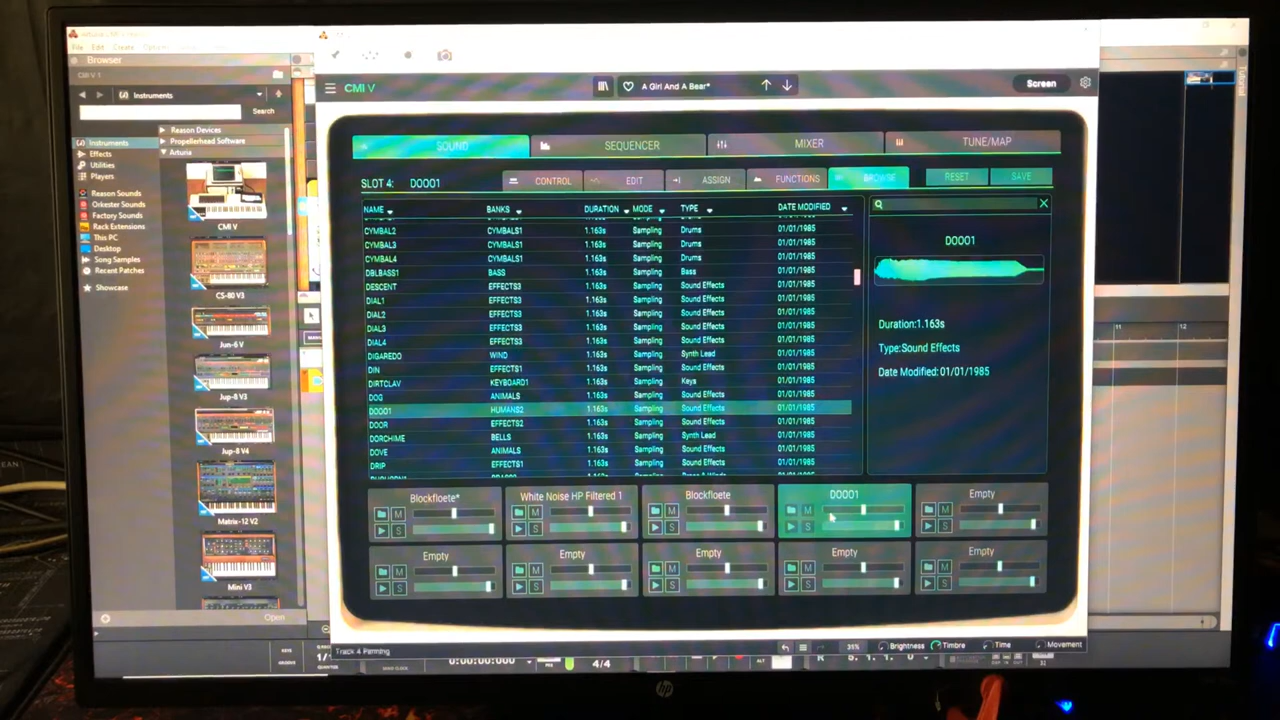 File Edit Create
Browser
CMI V 1
Instruments
Search
Instruments
Effects
Utilities
Players
Reason Sounds
Orkester Sounds
Factory Sounds
Rack Extensions
This PC
Desktop
Song Samples
Recent Patches
Showcase
Reason Devices
Propellerhead Software
Arturia
CMI V
CS-80 V3
Jun-6 V
Jup-8 V3
Jup-8 V4
Matrix-12 V2
Mini V3
Open
CMI V
A Girl And A Bear*
Screen
SOUND SEQUENCER MIXER TUNE/MAP
SLOT 4: DOOO1 CONTROL EDIT ASSIGN FUNCTIONS BROWSE RESET SAVE
NAME BANKS DURATION MODE TYPE DATE MODIFIED
CYMBAL2 CYMBALS1 1.163s Sampling Drums 01/01/1985
CYMBAL3 CYMBALS1 1.163s Sampling Drums 01/01/1985
CYMBAL4 CYMBALS1 1.163s Sampling Drums 01/01/1985
DBLBASS1 BASS 1.163s Sampling Bass 01/01/1985
DESCENT EFFECTS3 1.163s Sampling Sound Effects 01/01/1985
DIAL1 EFFECTS3 1.163s Sampling Sound Effects 01/01/1985
DIAL2 EFFECTS3 1.163s Sampling Sound Effects 01/01/1985
DIAL3 EFFECTS3 1.163s Sampling Sound Effects 01/01/1985
DIAL4 EFFECTS3 1.163s Sampling Sound Effects 01/01/1985
DIGAREDO WIND 1.163s Sampling Synth Lead 01/01/1985
DIN EFFECTS1 1.163s Sampling Sound Effects 01/01/1985
DIRTCLAV KEYBOARD1 1.163s Sampling Keys 01/01/1985
DOG ANIMALS 1.163s Sampling Sound Effects 01/01/1985
DOOO1 HUMANS2 1.163s Sampling Sound Effects 01/01/1985
DOOR EFFECTS2 1.163s Sampling Sound Effects 01/01/1985
DORCHIME BELLS 1.163s Sampling Synth Lead 01/01/1985
DOVE ANIMALS 1.163s Sampling Sound Effects 01/01/1985
DRIP EFFECTS1 1.163s Sampling Sound Effects 01/01/1985
DOOO1
Duration:1.163s
Type:Sound Effects
Date Modified:01/01/1985
Blockfloete* White Noise HP Filtered 1 Blockfloete DOOO1 Empty
M M M M M
S S S S S
Empty Empty Empty Empty Empty
M M M M M
S S S S S
Track 4 Panning
35% Brightness Timbre Time Movement
4/4
11 12
Tutorial
hp